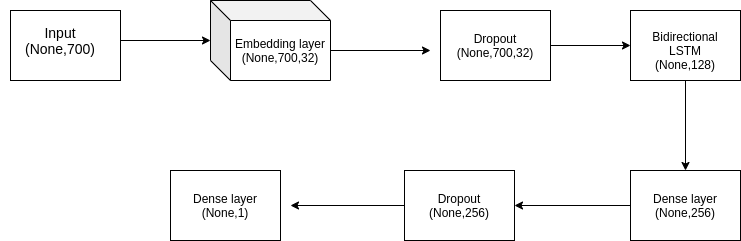 Input
(None,700)
Embedding layer
(None,700,32)
Dropout
(None,700,32)
Bidirectional
LSTM
(None,128)
Dense layer
(None,256)
Dropout
(None,256)
Dense layer
(None,1)